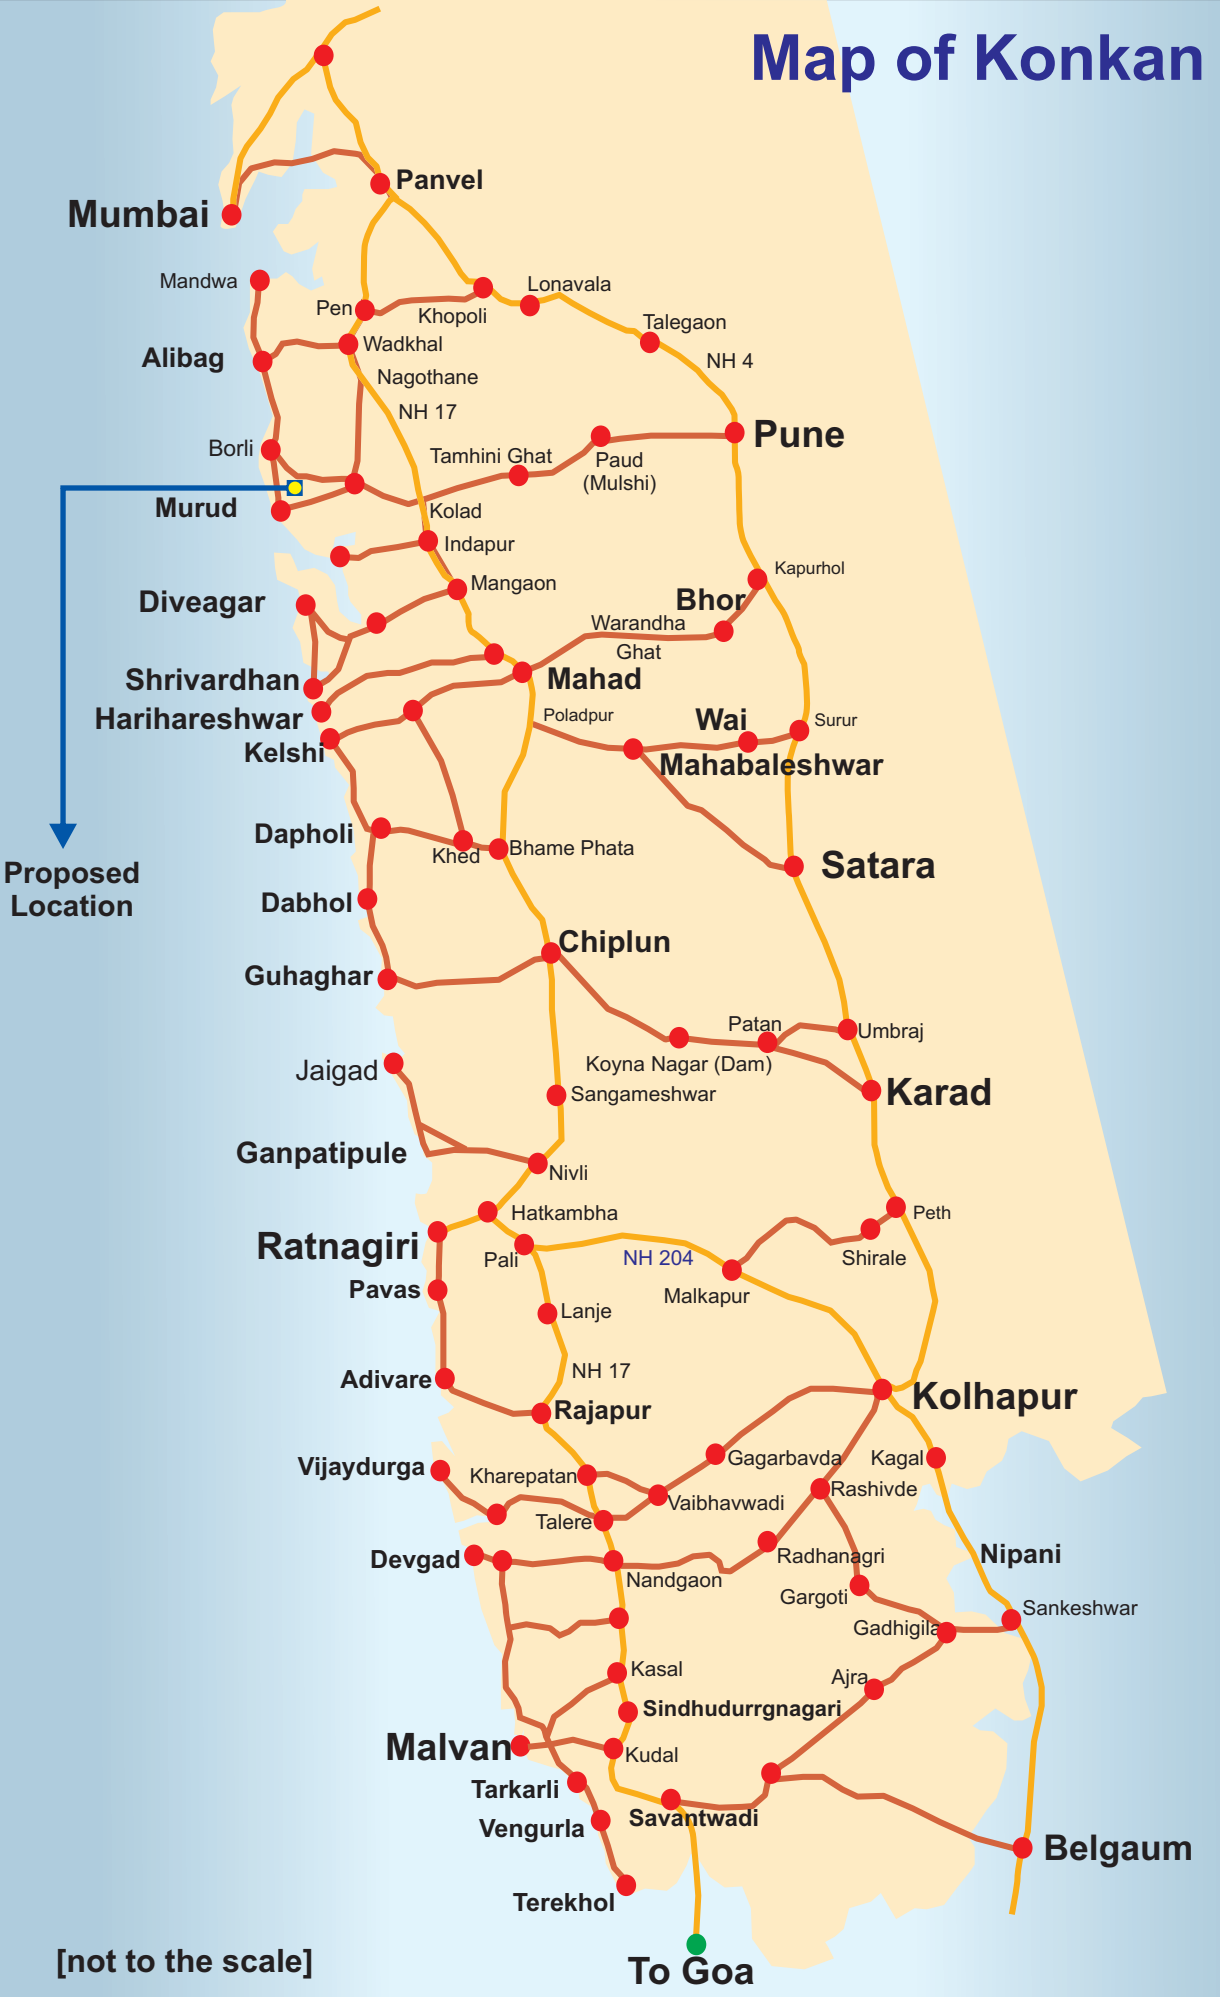 Map of Konkan
Panvel
Mumbai
Mandwa
Lonavala
Pen
Khopoli
Talegaon
Wadkhal
Alibag
NH 4
Nagothane
NH 17
Pune
Borli
Tamhini Ghat
Paud
(Mulshi)
Murud
Kolad
Indapur
Kapurhol
Mangaon
Diveagar
Bhor
Warandha
Ghat
Shrivardhan
Mahad
Harihareshwar
Poladpur
Wai
Surur
Kelshi
Mahabaleshwar
Dapholi
Khed
Bhame Phata
Satara
Proposed
Location
Dabhol
Chiplun
Guhaghar
Patan
Umbraj
Koyna Nagar (Dam)
Jaigad
Sangameshwar
Karad
Ganpatipule
Nivli
Hatkambha
Peth
Ratnagiri
Pali
NH 204
Shirale
Pavas
Malkapur
Lanje
NH 17
Adivare
Rajapur
Kolhapur
Vijaydurga
Kharepatan
Gagarbavda
Kagal
Vaibhavwadi
Rashivde
Talere
Devgad
Radhanagri
Nipani
Nandgaon
Gargoti
Sankeshwar
Gadhigila
Kasal
Ajra
Sindhudurrgnagari
Malvan
Kudal
Tarkarli
Savantwadi
Vengurla
Belgaum
Terekhol
[not to the scale]
To Goa